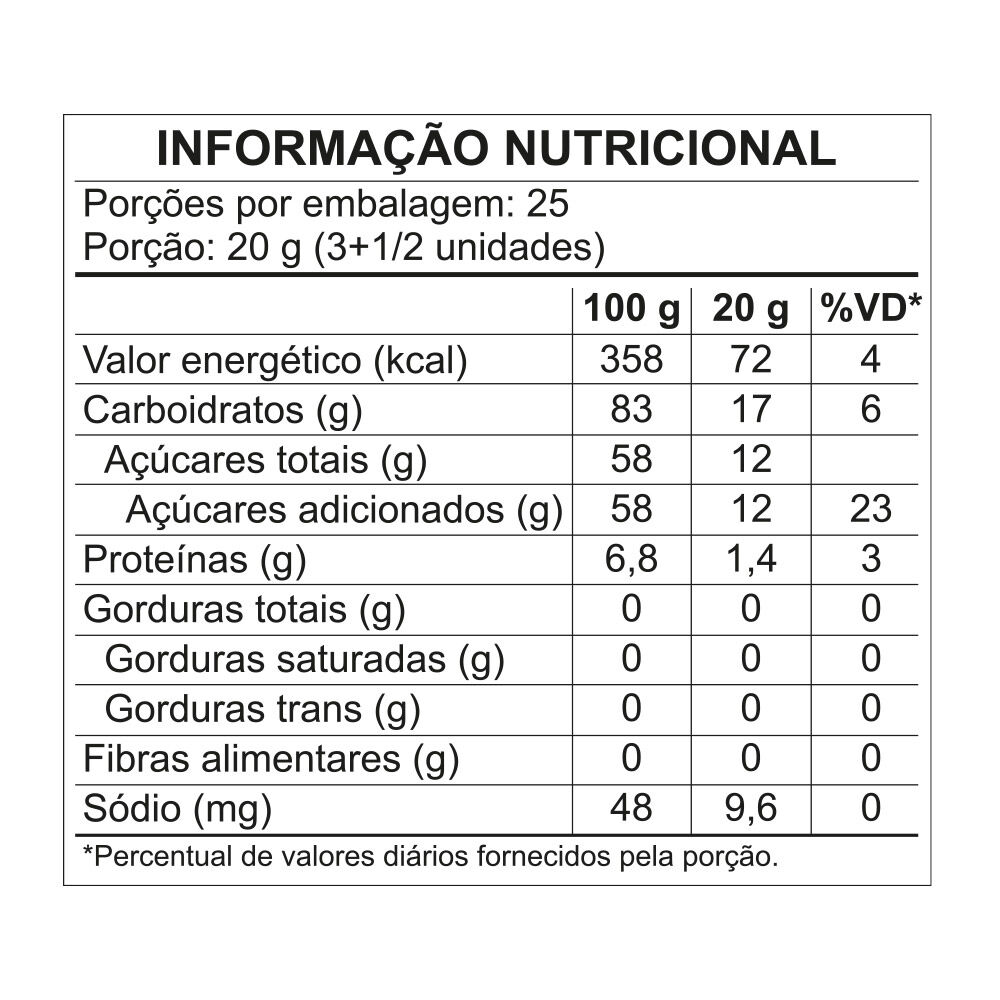 INFORMAÇÃO NUTRICIONAL
Porções por embalagem: 25
Porção: 20 g (3+1/2 unidades)
100 g 20 g %VD*
Valor energético (kcal) 358 72 4
Carboidratos (g) 83 17 6
Açúcares totais (g) 58 12
Açúcares adicionados (g) 58 12 23
Proteínas (g) 6,8 1,4 3
Gorduras totais (g) 0 0 0
Gorduras saturadas (g) 0 0 0
Gorduras trans (g) 0 0 0
Fibras alimentares (g) 0 0 0
Sódio (mg) 48 9,6 0
*Percentual de valores diários fornecidos pela porção.